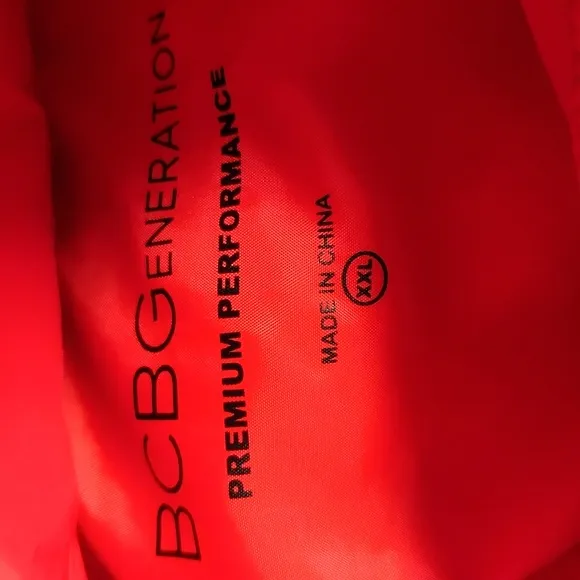 BCBGENERATION
PREMIUM PERFORMANCE
MADE IN CHINA
XXL